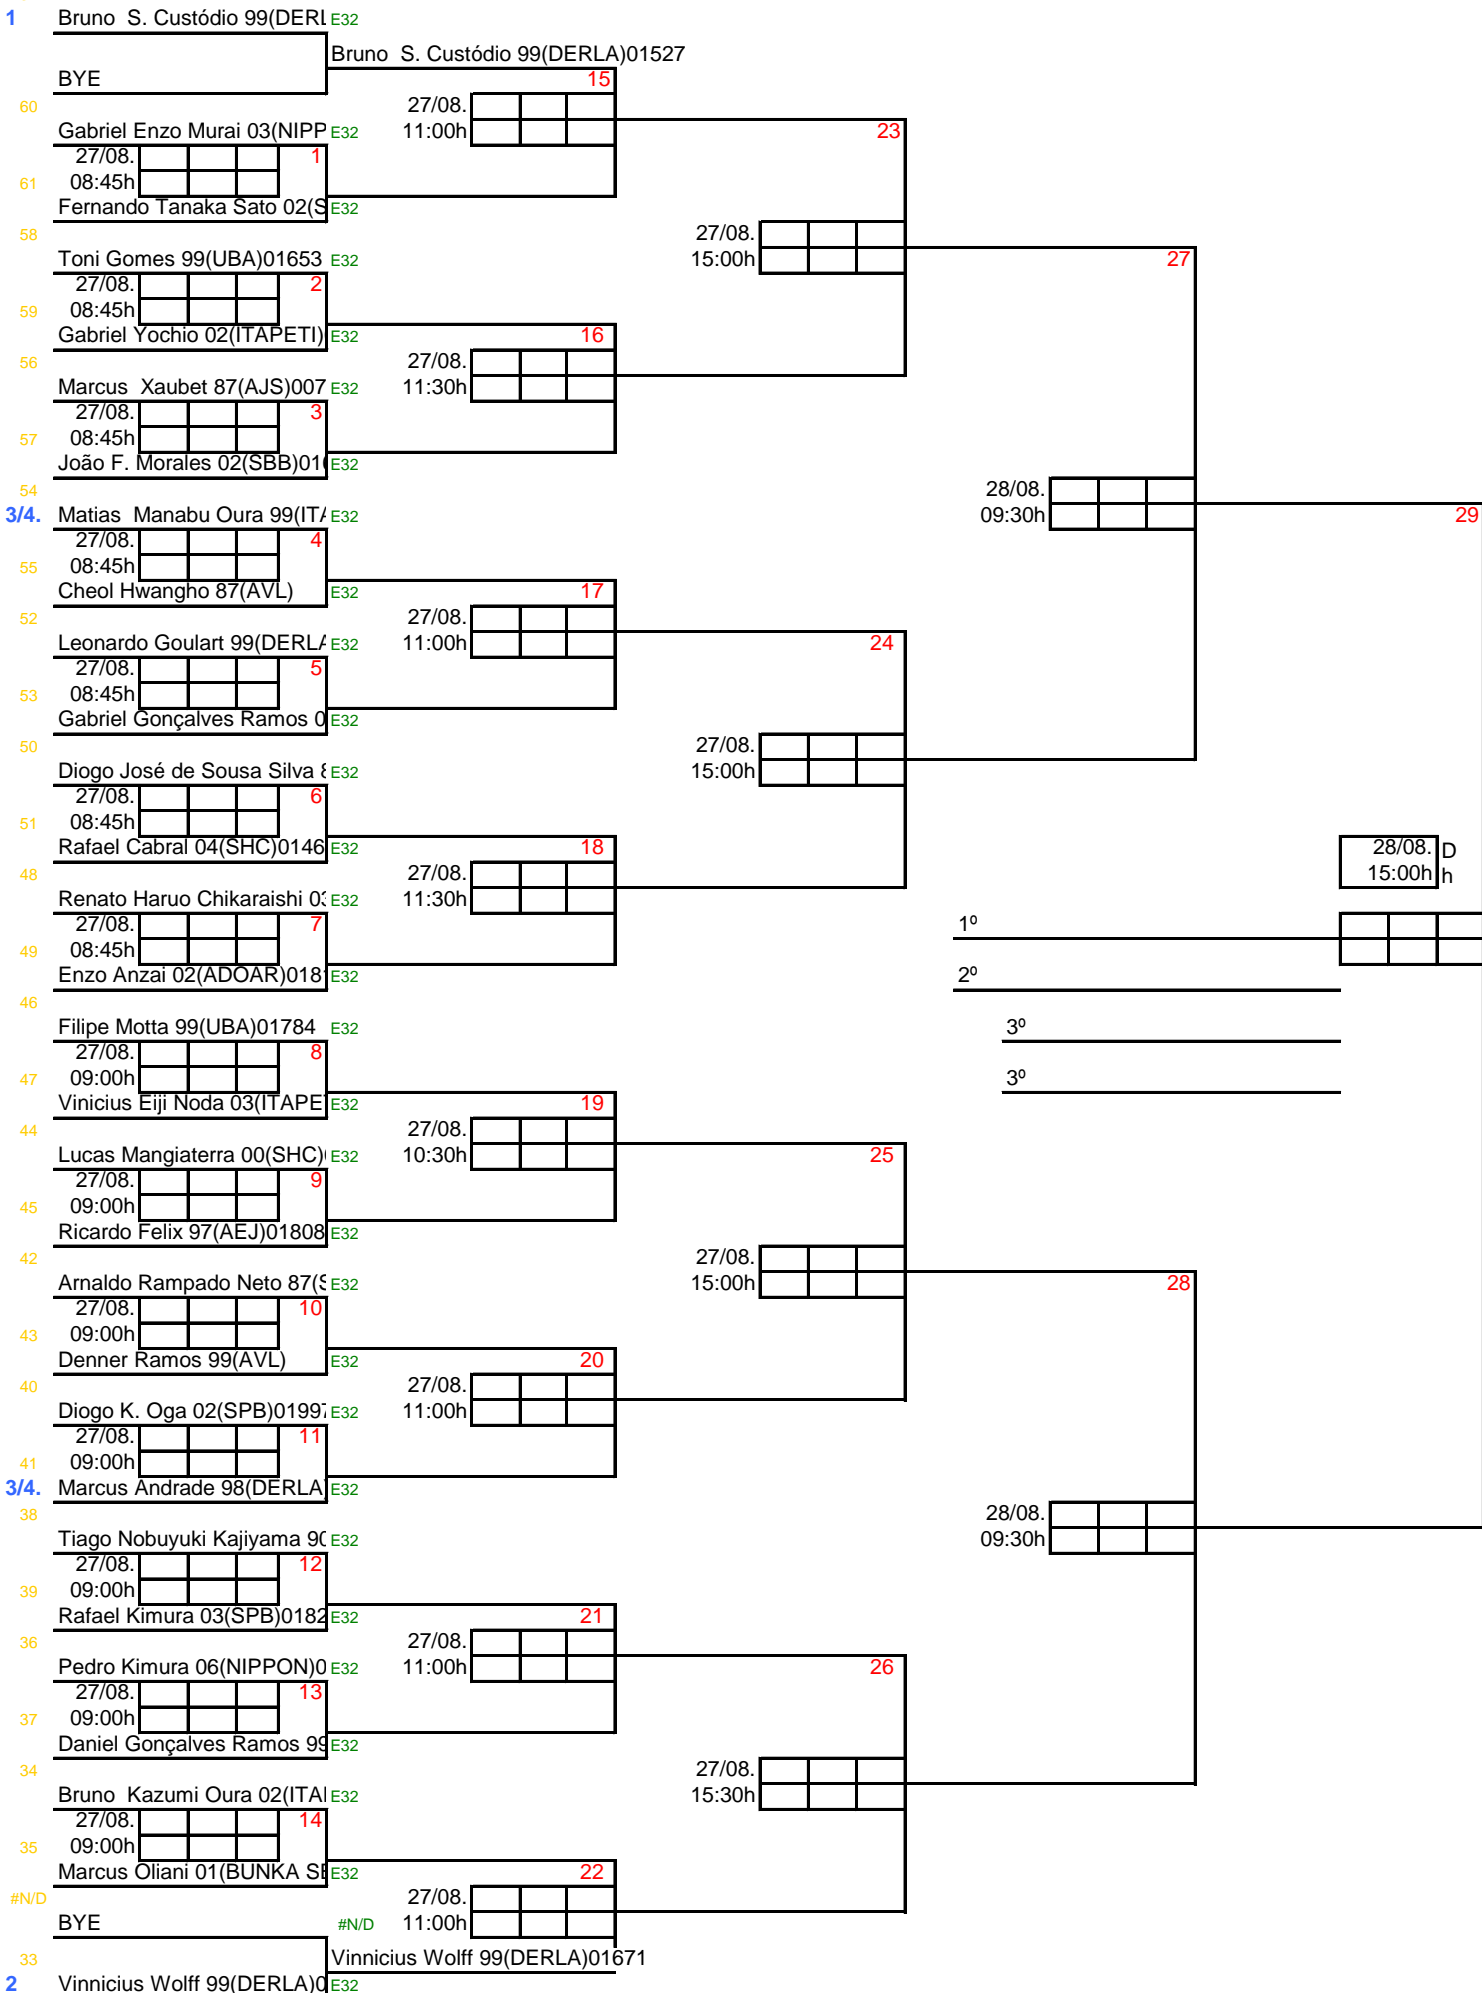 1 Bruno S. Custódio 99(DERL E32
Bruno S. Custódio 99(DERLA)01527
BYE 15
60 27/08.
Gabriel Enzo Murai 03(NIPP E32 11:00h 23
27/08. 1
61 08:45h
Fernando Tanaka Sato 02(S E32
58 27/08.
Toni Gomes 99(UBA)01653 E32 15:00h 27
27/08. 2
59 08:45h
Gabriel Yochio 02(ITAPETI) E32 16
56 27/08.
Marcus Xaubet 87(AJS)007 E32 11:30h
27/08. 3
57 08:45h
João F. Morales 02(SBB)01 E32
54 28/08.
3/4. Matias Manabu Oura 99(ITA E32 09:30h 29
27/08. 4
55 08:45h
Cheol Hwangho 87(AVL) E32 17
52 27/08.
Leonardo Goulart 99(DERLA E32 11:00h 24
27/08. 5
53 08:45h
Gabriel Gonçalves Ramos 0 E32
50 27/08.
Diogo José de Sousa Silva 8 E32 15:00h
27/08. 6
51 08:45h
Rafael Cabral 04(SHC)0146 E32 18 28/08. D
48 27/08. 15:00h h
Renato Haruo Chikaraishi 03 E32 11:30h
27/08. 7 1º
49 08:45h
Enzo Anzai 02(ADOAR)018 E32 2º
46
Filipe Motta 99(UBA)01784 E32 3º
27/08. 8
47 09:00h 3º
Vinicius Eiji Noda 03(ITAPE E32 19
44 27/08.
Lucas Mangiaterra 00(SHC) E32 10:30h 25
27/08. 9
45 09:00h
Ricardo Felix 97(AEJ)01808 E32
42 27/08.
Arnaldo Rampado Neto 87(S E32 15:00h 28
27/08. 10
43 09:00h
Denner Ramos 99(AVL) E32 20
40 27/08.
Diogo K. Oga 02(SPB)01997 E32 11:00h
27/08. 11
41 09:00h
3/4. Marcus Andrade 98(DERLA) E32
38 28/08.
Tiago Nobuyuki Kajiyama 90 E32 09:30h
27/08. 12
39 09:00h
Rafael Kimura 03(SPB)0182 E32 21
36 27/08.
Pedro Kimura 06(NIPPON)0 E32 11:00h 26
27/08. 13
37 09:00h
Daniel Gonçalves Ramos 99 E32
34 27/08.
Bruno Kazumi Oura 02(ITA E32 15:30h
27/08. 14
35 09:00h
Marcus Oliani 01(BUNKA SE E32 22
#N/D 27/08.
BYE #N/D 11:00h
33 Vinnicius Wolff 99(DERLA)01671
2 Vinnicius Wolff 99(DERLA)0 E32